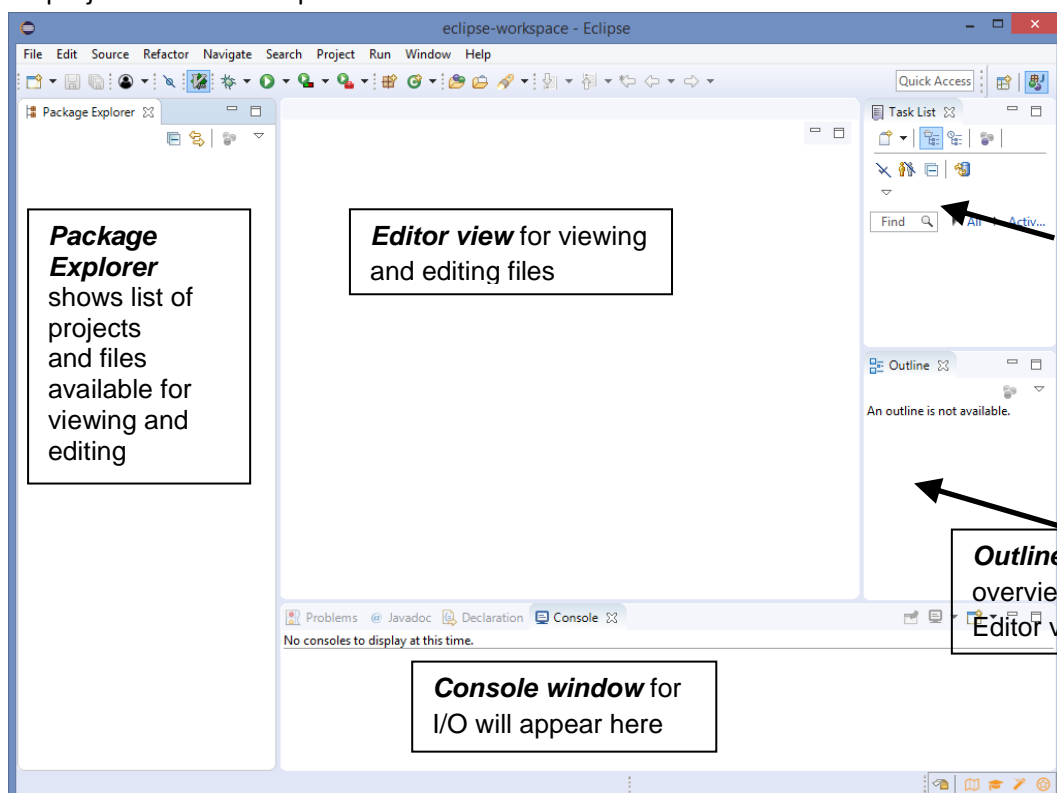 eclipse-workspace - Eclipse
File Edit Source Refactor Navigate Search Project Run Window Help
Quick Access
Package Explorer
Task List
Find All Activ...
Package
Explorer
shows list of
projects
and files
available for
viewing and
editing
Editor view for viewing
and editing files
Outline
An outline is not available.
Outline
overvie
Editor v
Problems @ Javadoc Declaration Console
No consoles to display at this time.
Console window for
I/O will appear here